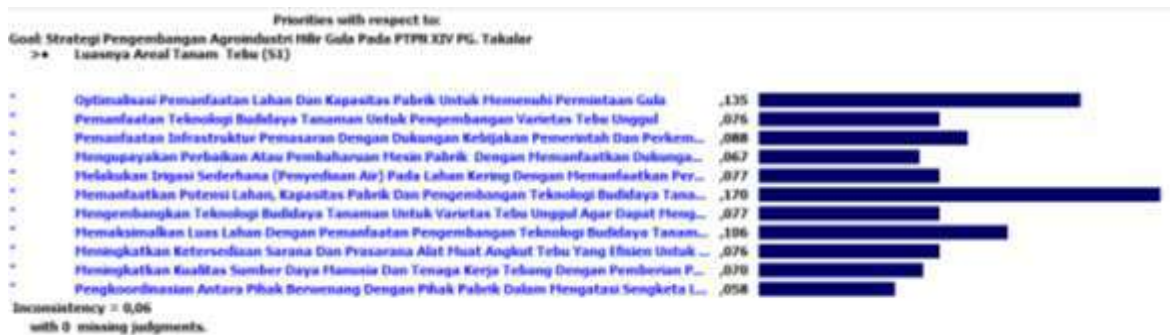 Priorities with respect to:
Goal: Strategi Pengembangan Agroindustri Hilir Gula Pada PTPN XIV PG. Takalar
>• Luasnya Areal Tanam Tebu (S1)
Optimalisasi Pemanfaatan Lahan Dan Kapasitas Pabrik Untuk Memenuhi Permintaan Gula ,135
Pemanfaatan Teknologi Budidaya Tanaman Untuk Pengembangan Varietas Tebu Unggul ,076
Pemanfaatan Infrastruktur Pemasaran Dengan Dukungan Kebijakan Pemerintah Dan Perkem... ,088
Mengupayakan Perbaikan Atau Pembaharuan Mesin Pabrik Dengan Memanfaatkan Dukunga... ,067
Melakukan Irigasi Sederhana (Penyediaan Air) Pada Lahan Kering Dengan Memanfaatkan Per... ,077
Memanfaatkan Potensi Lahan, Kapasitas Pabrik Dan Pengembangan Teknologi Budidaya Tana... ,170
Mengembangkan Teknologi Budidaya Tanaman Untuk Varietas Tebu Unggul Agar Dapat Meng... ,077
Memaksimalkan Luas Lahan Dengan Pemanfaatan Pengembangan Teknologi Budidaya Tanam... ,106
Meningkatkan Ketersediaan Sarana Dan Prasarana Alat Muat Angkut Tebu Yang Efisien Untuk ... ,076
Meningkatkan Kualitas Sumber Daya Manusia Dan Tenaga Kerja Tebang Dengan Pemberian P... ,070
Pengkoordinasian Antara Pihak Berwenang Dengan Pihak Pabrik Dalam Mengatasi Sengketa L... ,058
Inconsistency = 0,06
with 0 missing judgments.